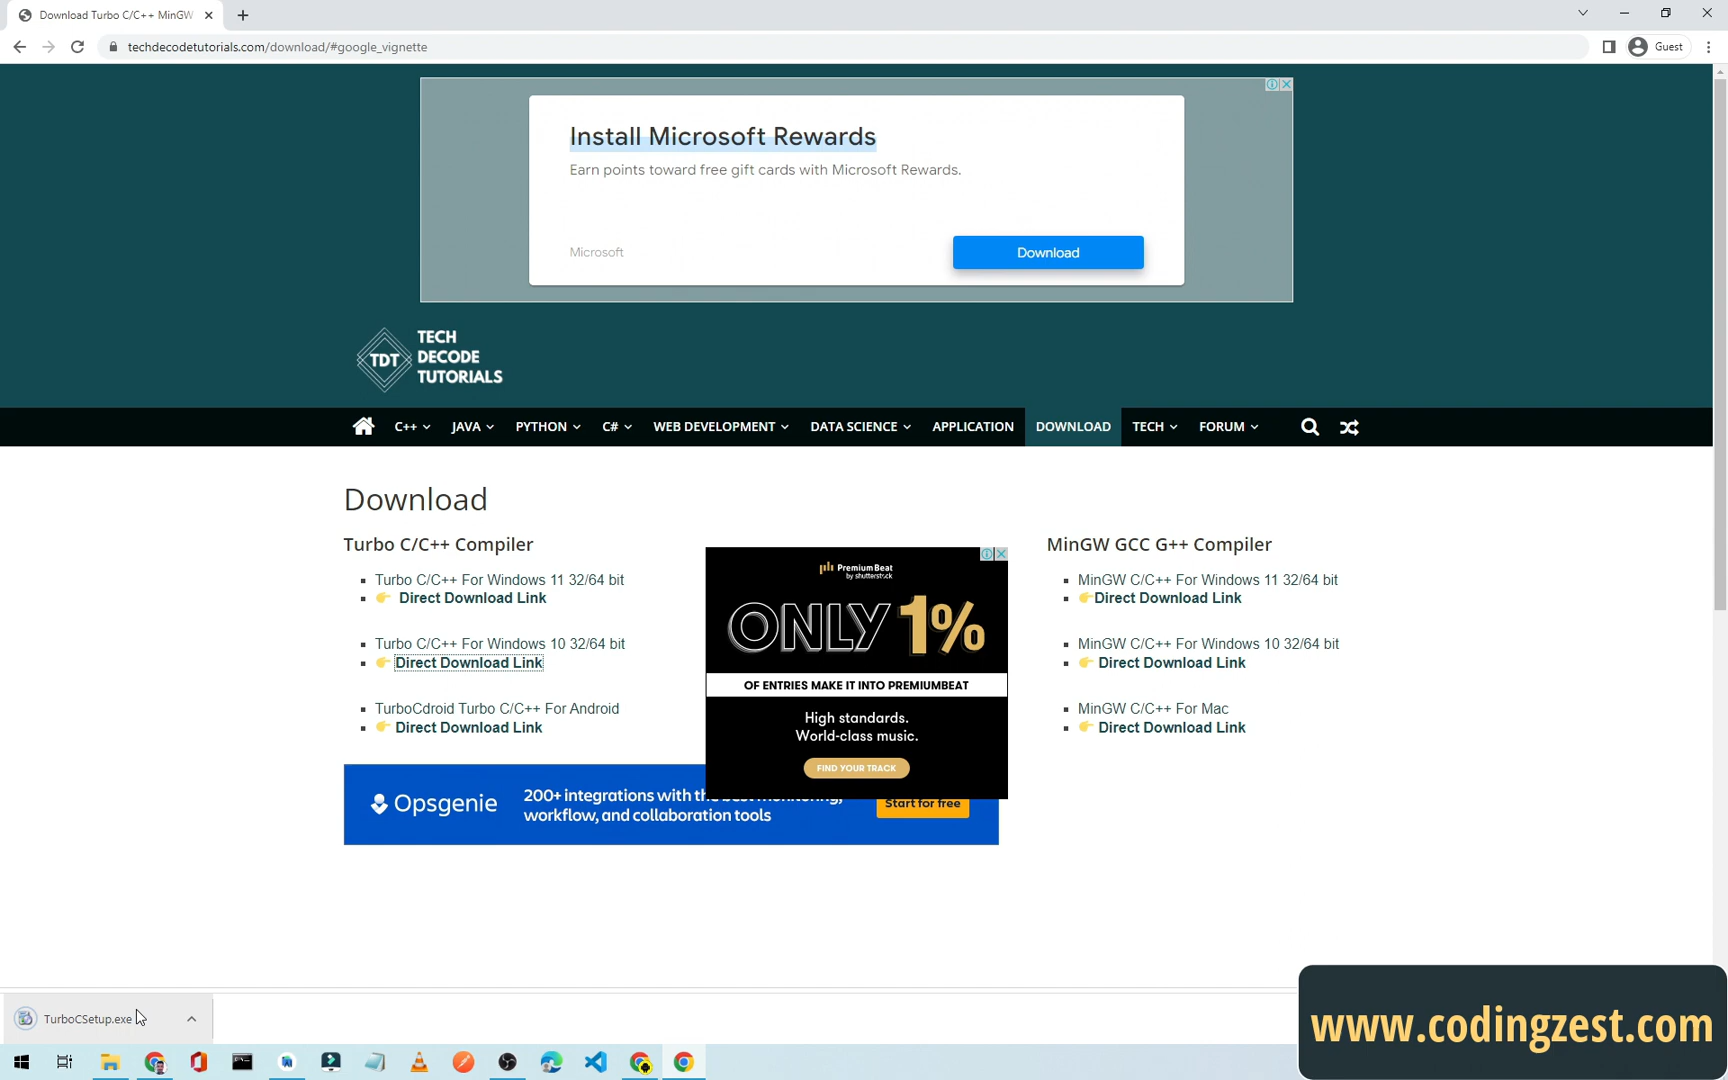 Download Turbo C/C++ MinGW
techdecodetutorials.com/download/#google_vignette
Guest
Install Microsoft Rewards
Earn points toward free gift cards with Microsoft Rewards.
Microsoft
Download
TDT
TECH
DECODE
TUTORIALS
C++ JAVA PYTHON C# WEB DEVELOPMENT DATA SCIENCE APPLICATION DOWNLOAD TECH FORUM
Download
Turbo C/C++ Compiler
Turbo C/C++ For Windows 11 32/64 bit
Direct Download Link
Turbo C/C++ For Windows 10 32/64 bit
Direct Download Link
TurboCdroid Turbo C/C++ For Android
Direct Download Link
PremiumBeat
by shutterstock
ONLY 1%
OF ENTRIES MAKE IT INTO PREMIUMBEAT
High standards.
World-class music.
FIND YOUR TRACK
MinGW GCC G++ Compiler
MinGW C/C++ For Windows 11 32/64 bit
Direct Download Link
MinGW C/C++ For Windows 10 32/64 bit
Direct Download Link
MinGW C/C++ For Mac
Direct Download Link
Opsgenie
200+ integrations with the best monitoring,
workflow, and collaboration tools
Start for free
TurboCSetup.exe
www.codingzest.com